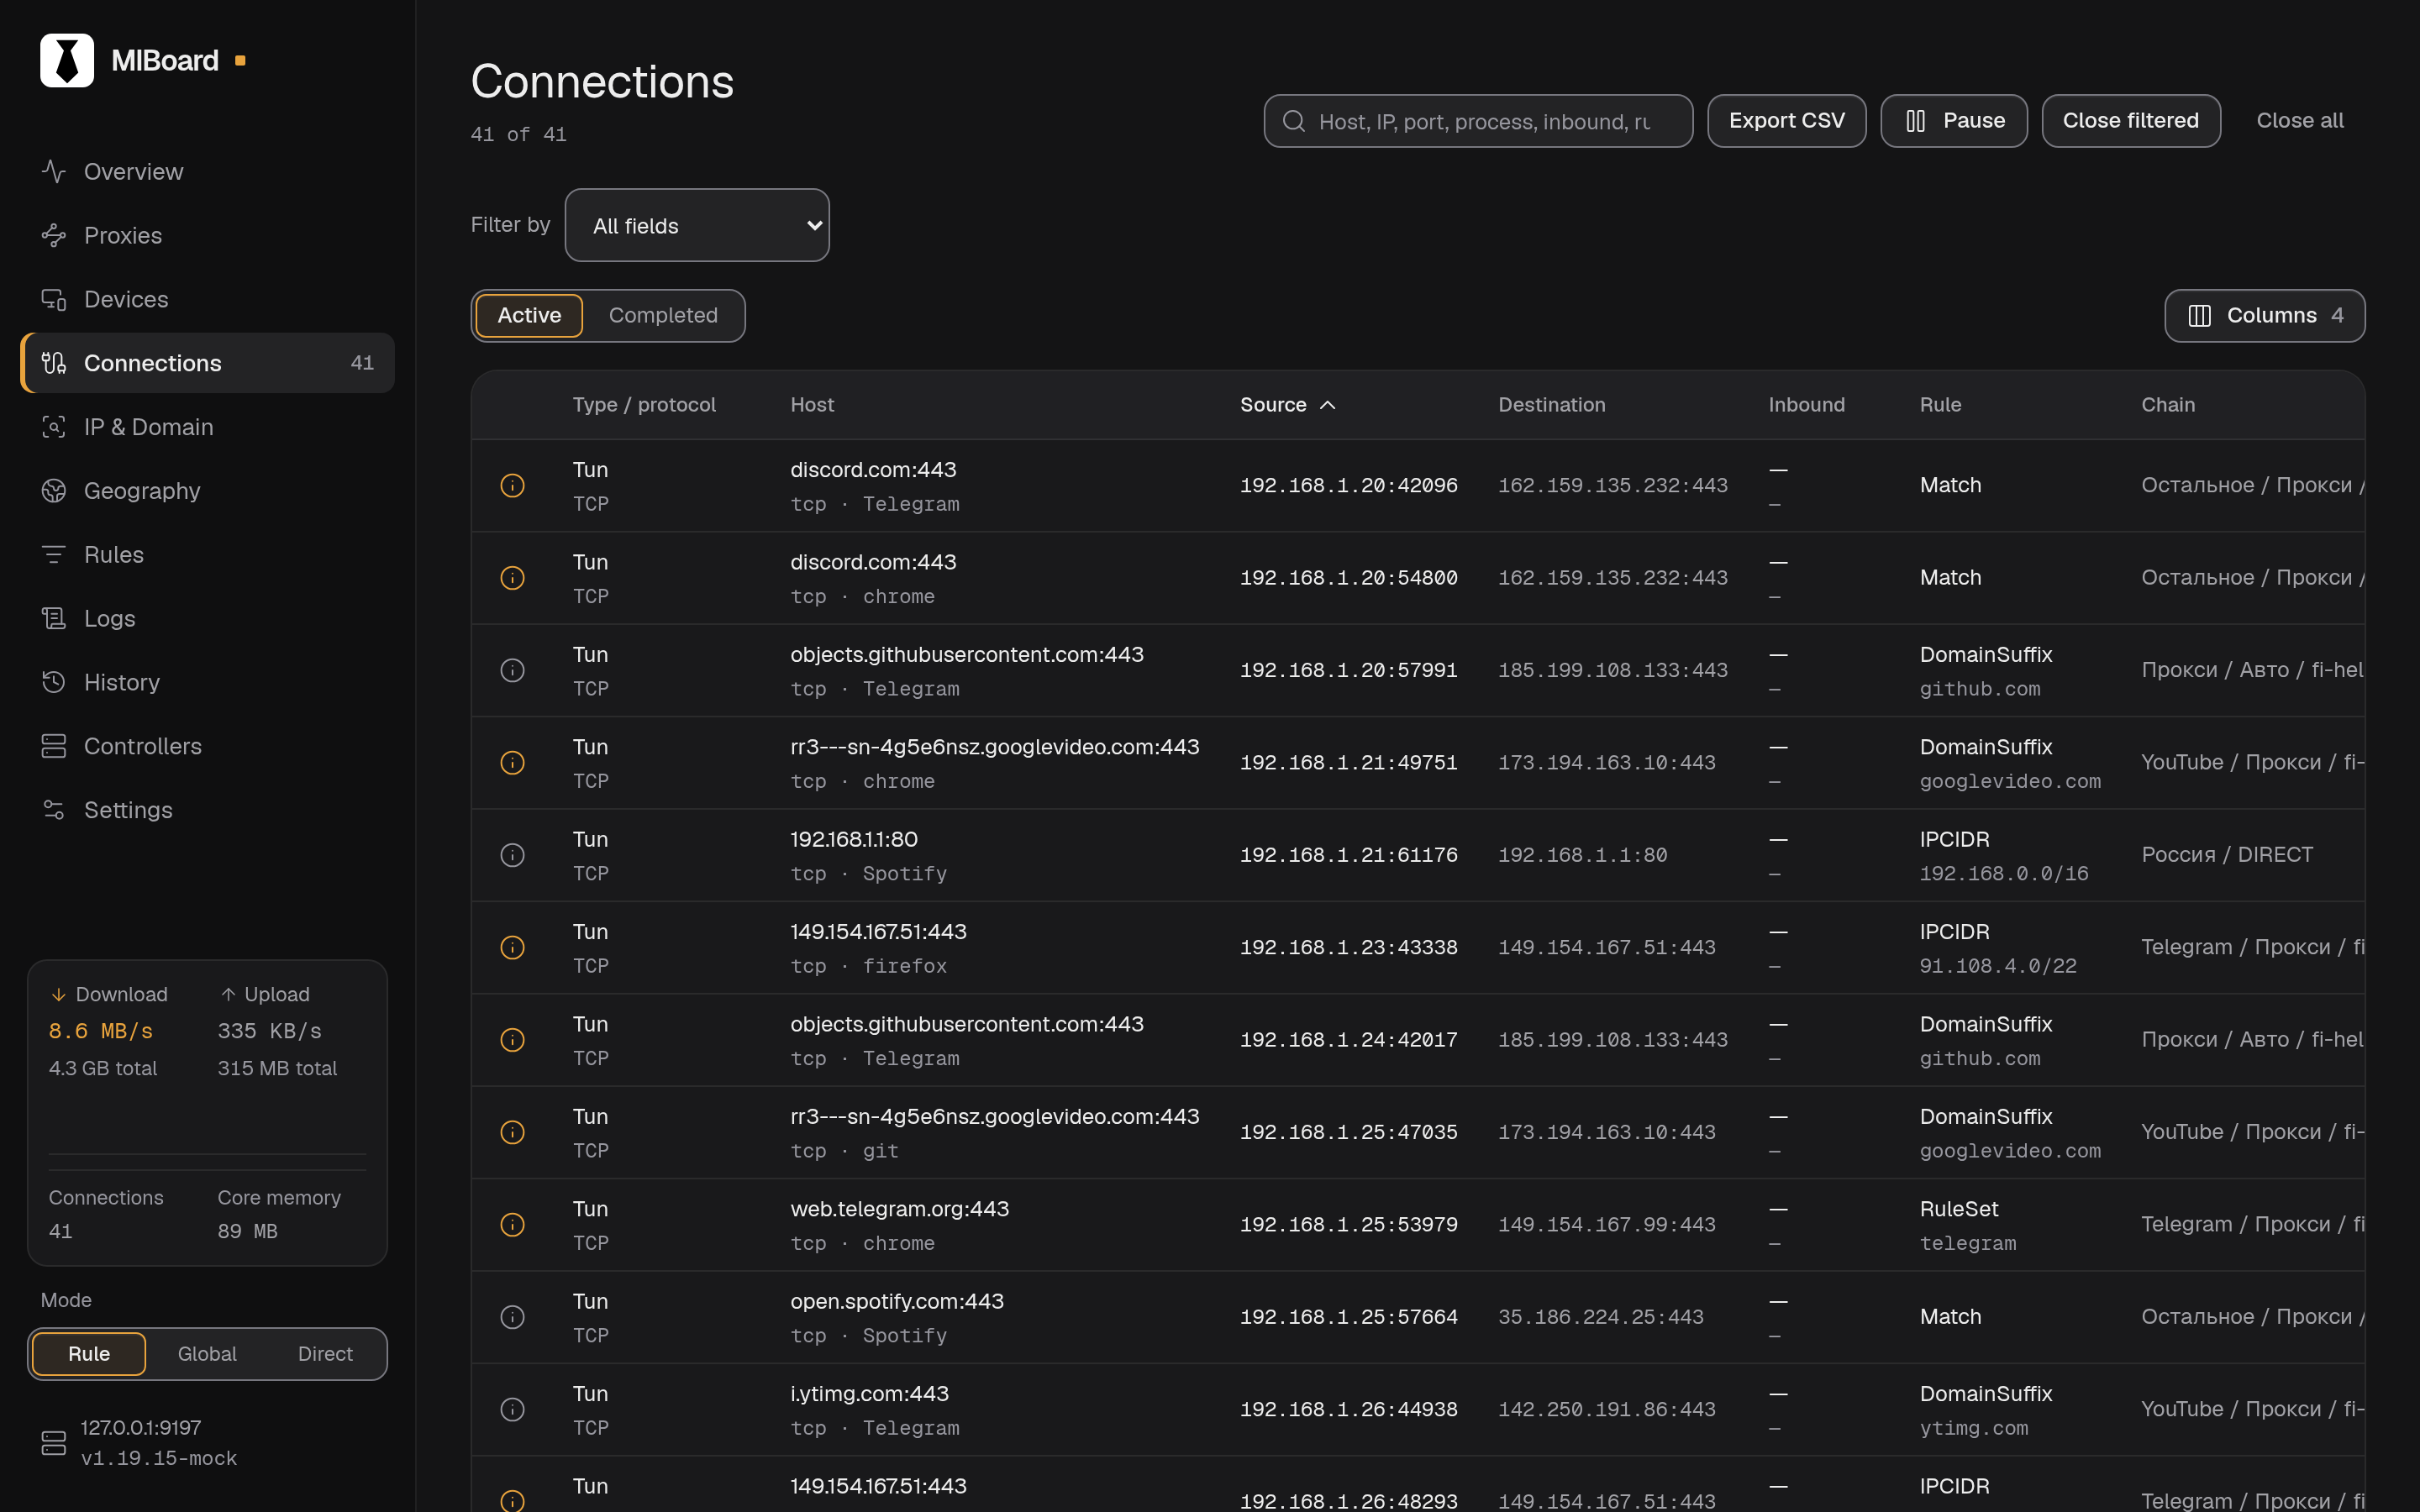 MIBoard
Overview
Proxies
Devices
Connections 41
IP & Domain
Geography
Rules
Logs
History
Controllers
Settings
Download Upload
8.6 MB/s 335 KB/s
4.3 GB total 315 MB total
Connections Core memory
41 89 MB
Mode
Rule Global Direct
127.0.0.1:9197
v1.19.15-mock
Connections
41 of 41
Host, IP, port, process, inbound, ru
Export CSV
Pause
Close filtered
Close all
Filter by All fields
Active Completed
Columns 4
Type / protocol Host Source Destination Inbound Rule Chain
Tun discord.com:443 —
192.168.1.20:42096 162.159.135.232:443 Match Остальное / Прокси /
TCP tcp · Telegram –
Tun discord.com:443 —
192.168.1.20:54800 162.159.135.232:443 Match Остальное / Прокси /
TCP tcp · chrome –
Tun objects.githubusercontent.com:443 — DomainSuffix
192.168.1.20:57991 185.199.108.133:443 Прокси / Авто / fi-hel
TCP tcp · Telegram – github.com
Tun rr3---sn-4g5e6nsz.googlevideo.com:443 — DomainSuffix
192.168.1.21:49751 173.194.163.10:443 YouTube / Прокси / fi-
TCP tcp · chrome – googlevideo.com
Tun 192.168.1.1:80 — IPCIDR
192.168.1.21:61176 192.168.1.1:80 Россия / DIRECT
TCP tcp · Spotify – 192.168.0.0/16
Tun 149.154.167.51:443 — IPCIDR
192.168.1.23:43338 149.154.167.51:443 Telegram / Прокси / fi
TCP tcp · firefox – 91.108.4.0/22
Tun objects.githubusercontent.com:443 — DomainSuffix
192.168.1.24:42017 185.199.108.133:443 Прокси / Авто / fi-hel
TCP tcp · Telegram – github.com
Tun rr3---sn-4g5e6nsz.googlevideo.com:443 — DomainSuffix
192.168.1.25:47035 173.194.163.10:443 YouTube / Прокси / fi-
TCP tcp · git – googlevideo.com
Tun web.telegram.org:443 — RuleSet
192.168.1.25:53979 149.154.167.99:443 Telegram / Прокси / fi
TCP tcp · chrome – telegram
Tun open.spotify.com:443 —
192.168.1.25:57664 35.186.224.25:443 Match Остальное / Прокси /
TCP tcp · Spotify –
Tun i.ytimg.com:443 — DomainSuffix
192.168.1.26:44938 142.250.191.86:443 YouTube / Прокси / fi-
TCP tcp · Telegram – ytimg.com
Tun 149.154.167.51:443 — IPCIDR
192.168.1.26:48293 149.154.167.51:443 Telegram / Прокси / fi